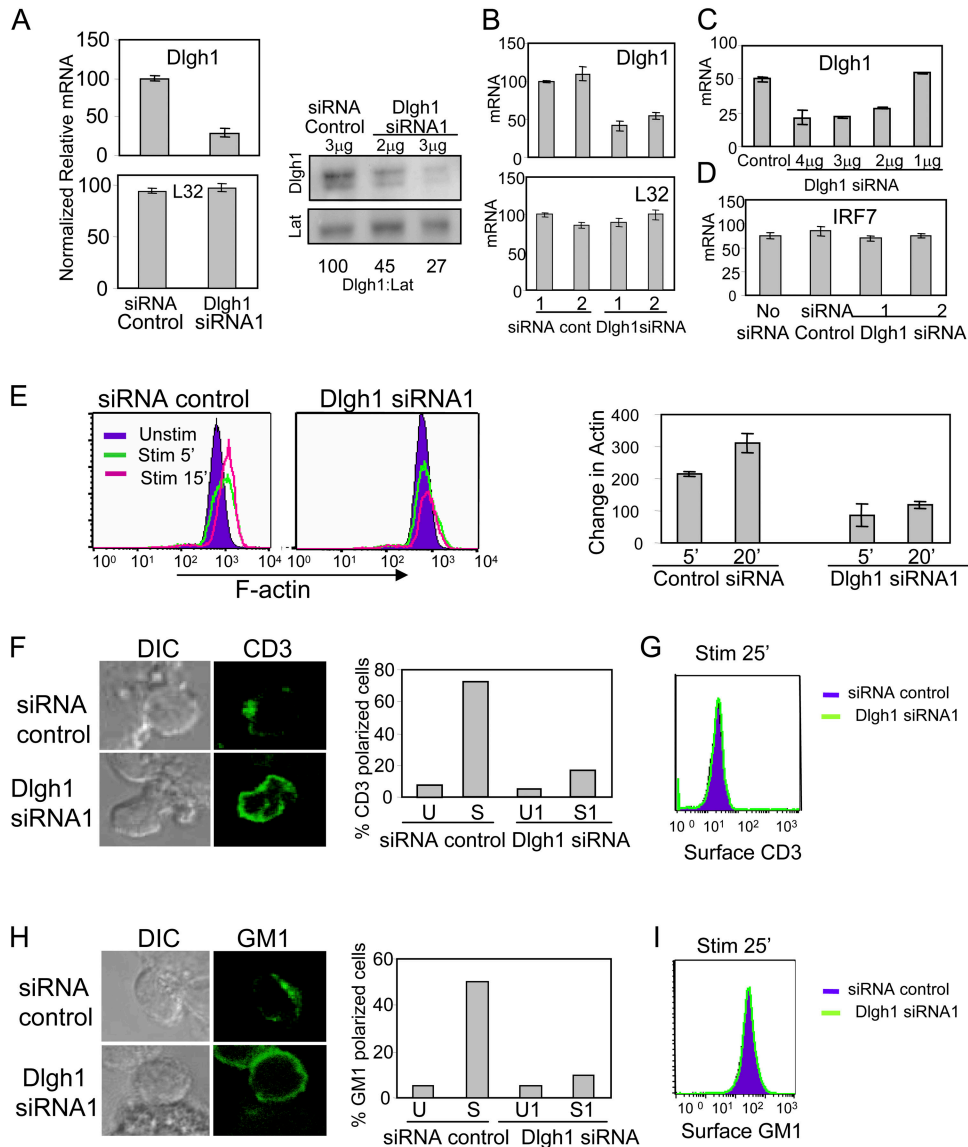 A
150
100
50
0
Dlgh1
100
50
0
L32
Normalized Relative mRNA
siRNA Control
Dlgh1 siRNA1
siRNA Control
Dlgh1 siRNA1
3µg 2µg 3µg
Dlgh1
Lat
100 45 27
Dlgh1:Lat
B
150
100
50
0
mRNA
Dlgh1
150
100
50
0
mRNA
L32
1 2 1 2
siRNA cont Dlgh1siRNA
C
100
50
25
0
mRNA
Dlgh1
Control 4µg 3µg 2µg 1µg
Dlgh1 siRNA
D
150
100
50
25
0
mRNA
IRF7
No siRNA
siRNA Control
1 2
Dlgh1 siRNA
E
siRNA control
Dlgh1 siRNA1
Unstim
Stim 5'
Stim 15'
10⁰ 10¹ 10² 10³ 10⁴
10⁰ 10¹ 10² 10³ 10⁴
F-actin
400
300
200
100
0
Change in Actin
5' 20' 5' 20'
Control siRNA Dlgh1 siRNA1
F
DIC CD3
siRNA control
Dlgh1 siRNA1
80
60
40
20
0
% CD3 polarized cells
U S U1 S1
siRNA control Dlgh1 siRNA
G
Stim 25'
siRNA control
Dlgh1 siRNA1
10⁰ 10¹ 10² 10³
Surface CD3
H
DIC GM1
siRNA control
Dlgh1 siRNA1
60
40
20
0
% GM1 polarized cells
U S U1 S1
siRNA control Dlgh1 siRNA
I
Stim 25'
siRNA control
Dlgh1 siRNA1
10⁰ 10¹ 10² 10³
Surface GM1